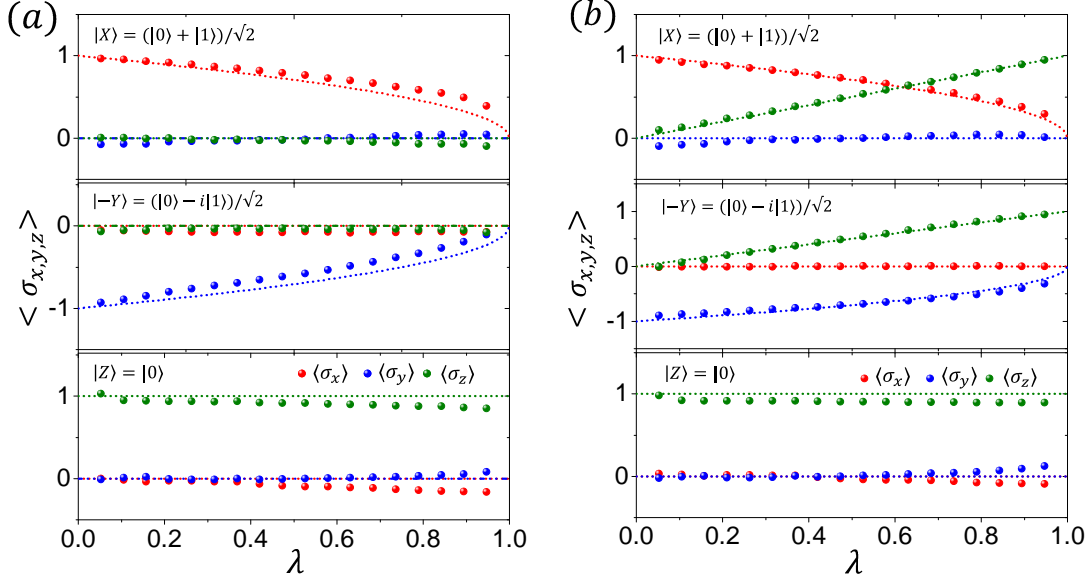 (a)
|X⟩ = (|0⟩ + |1⟩)/√2
1
0
|−Y⟩ = (|0⟩ − i|1⟩)/√2
0
-1
|Z⟩ = |0⟩
⟨σx⟩ ⟨σy⟩ ⟨σz⟩
1
0
0.0 0.2 0.4 0.6 0.8 1.0
λ
< σx,y,z >
(b)
|X⟩ = (|0⟩ + |1⟩)/√2
1
0
|−Y⟩ = (|0⟩ − i|1⟩)/√2
1
0
-1
|Z⟩ = |0⟩
⟨σx⟩ ⟨σy⟩ ⟨σz⟩
1
0
0.0 0.2 0.4 0.6 0.8 1.0
λ
< σx,y,z >